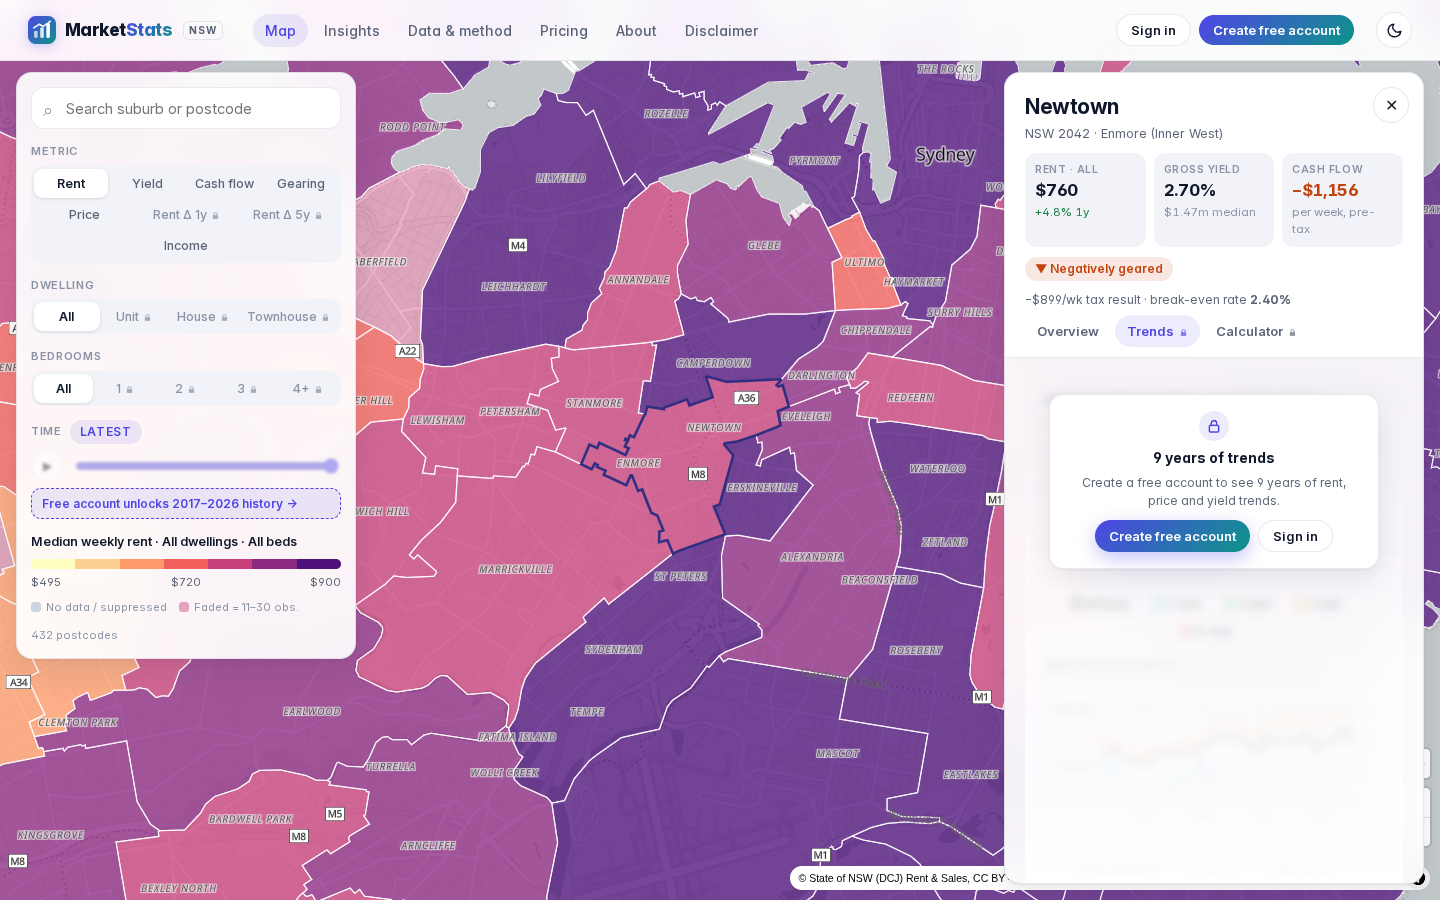 MarketStats NSW
Map Insights Data & method Pricing About Disclaimer
Sign in Create free account
Search suburb or postcode
METRIC
Rent Yield Cash flow Gearing
Price Rent Δ 1y Rent Δ 5y
Income
DWELLING
All Unit House Townhouse
BEDROOMS
All 1 2 3 4+
TIME LATEST
Free account unlocks 2017–2026 history →
Median weekly rent · All dwellings · All beds
$495 $720 $900
No data / suppressed Faded = 11–30 obs.
432 postcodes
THE ROCKS
RODD POINT
ROZELLE
PYRMONT
Sydney
LILYFIELD
M4
GLEBE
ABERFIELD
ULTIMO
ANNANDALE
HAYMARKET
LEICHHARDT
SURRY HILLS
CHIPPENDALE
A22
CAMPERDOWN
DARLINGTON
ER HILL
A36
REDFERN
STANMORE
PETERSHAM
LEWISHAM
EVELEIGH
NEWTOWN
ENMORE
M8
WATERLOO
ERSKINEVILLE
M1
WICH HILL
ZETLAND
ALEXANDRIA
MARRICKVILLE
ST PETERS
BEACONSFIELD
SYDENHAM
ROSEBERY
A34
M1
EARLWOOD
TEMPE
CLEMTON PARK
FATIMA ISLAND
MASCOT
TURRELLA
WOLLI CREEK
EASTLAKES
M5
BARDWELL PARK
M8
KINGSGROVE
ARNCLIFFE
M1
M8
BEXLEY NORTH
© State of NSW (DCJ) Rent & Sales, CC BY
Newtown
NSW 2042 · Enmore (Inner West)
RENT · ALL
$760
+4.8% 1y
GROSS YIELD
2.70%
$1.47m median
CASH FLOW
−$1,156
per week, pre-
tax
▼ Negatively geared
−$899/wk tax result · break-even rate 2.40%
Overview Trends Calculator
9 years of trends
Create a free account to see 9 years of rent,
price and yield trends.
Create free account Sign in